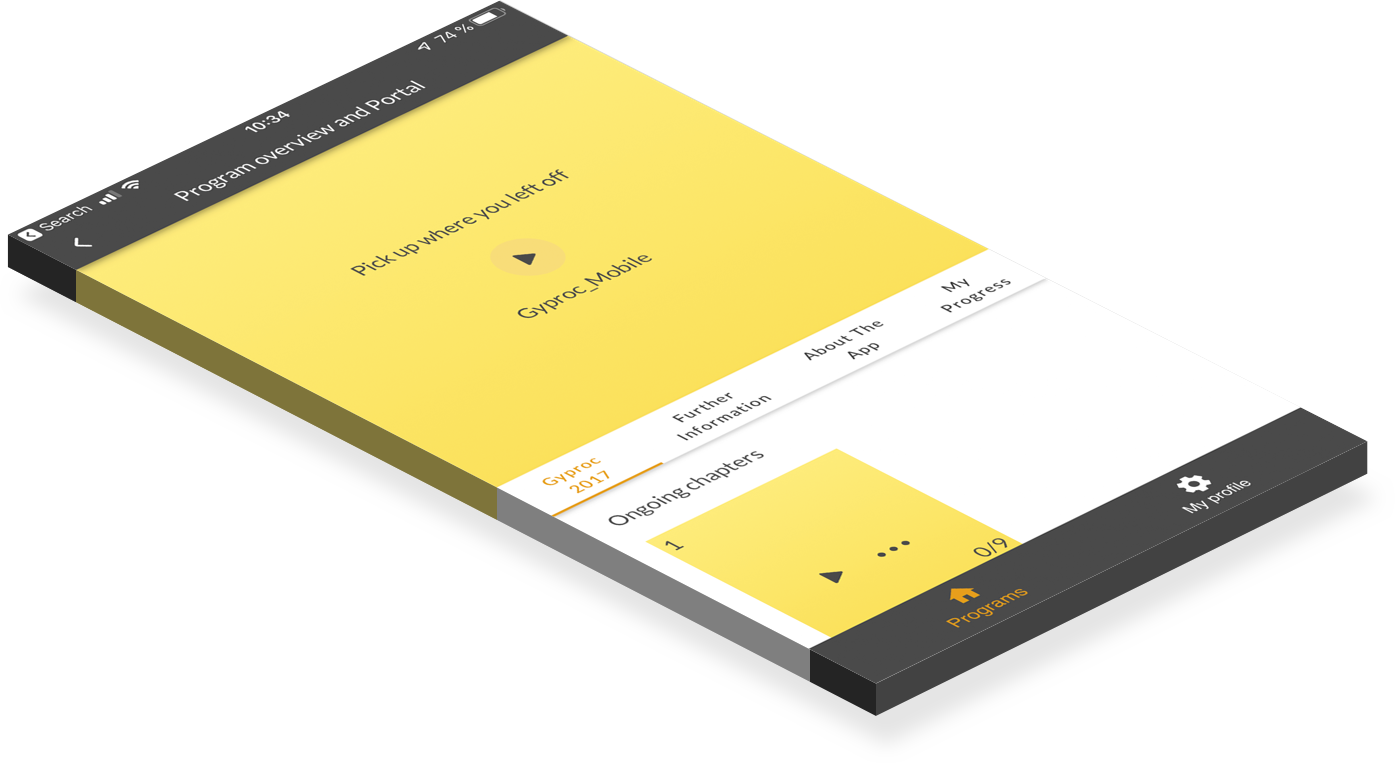 Search 10:34 74 %
Program overview and Portal
Pick up where you left off
Gyproc_Mobile
Gyproc
2017
Further
Information
About The
App
My
Progress
Ongoing chapters
1
0/9
Programs
My profile